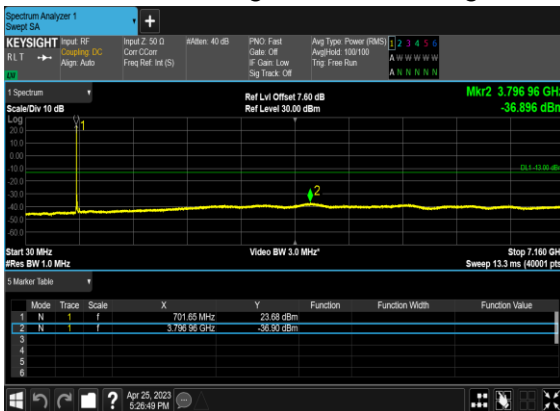 Spectrum Analyzer 1
Swept SA
KEYSIGHT Input: RF Input Z: 50 Ω #Atten: 40 dB PNO: Fast Avg Type: Power (RMS) 1 2 3 4 5 6
RLT Coupling: DC Corr CCorr Gate: Off Avg|Hold: 100/100 A W W W W W
Align: Auto Freq Ref: Int (S) IF Gain: Low Trig: Free Run
Sig Track: Off A N N N N N
LV
1 Spectrum Ref Lvl Offset 7.60 dB Mkr2 3.796 96 GHz
Scale/Div 10 dB Ref Level 30.00 dBm -36.896 dBm
Log
20.0 1
10.0
0.00
-10.0 DL1 -13.00 dBm
-20.0
-30.0 2
-40.0
-50.0
-60.0
Start 30 MHz Video BW 3.0 MHz* Stop 7.160 GHz
#Res BW 1.0 MHz Sweep 13.3 ms (40001 pts)
5 Marker Table
Mode Trace Scale X Y Function Function Width Function Value
1 N 1 f 701.65 MHz 23.68 dBm
2 N 1 f 3.796 96 GHz -36.90 dBm
3
4
5
6
? Apr 25, 2023
5:26:49 PM